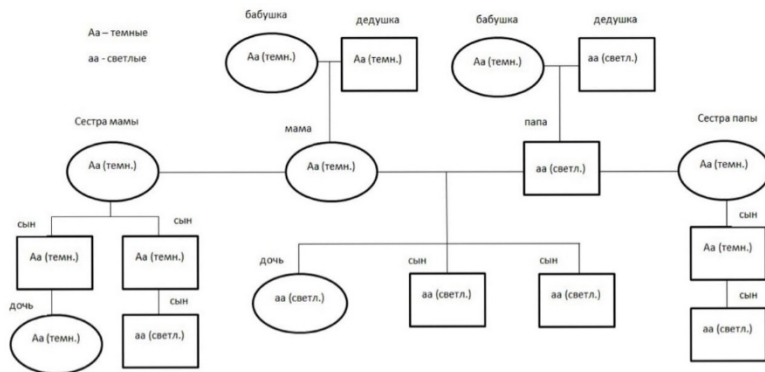 бабушка
дедушка
бабушка
дедушка
Аа – темные
аа - светлые
Аа (темн.)
Аа (темн.)
Аа (темн.)
аа (светл.)
Сестра мамы
мама
папа
Сестра папы
Аа (темн.)
Аа (темн.)
аа (светл.)
Аа (темн.)
сын
сын
сын
Аа (темн.)
Аа (темн.)
Аа (темн.)
дочь
сын
дочь
сын
сын
сын
Аа (темн.)
аа (светл.)
аа (светл.)
аа (светл.)
аа (светл.)
аа (светл.)